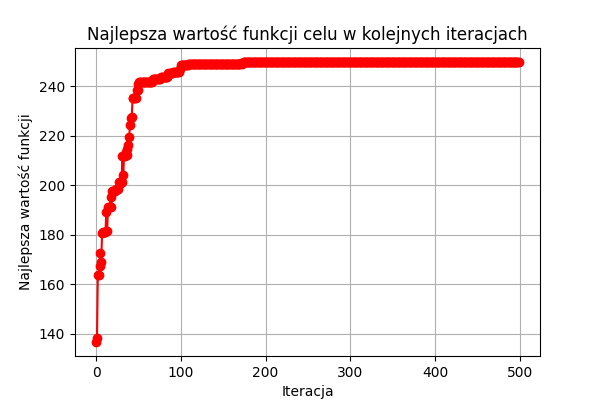 Najlepsza wartość funkcji celu w kolejnych iteracjach
Najlepsza wartość funkcji
240
220
200
180
160
140
0 100 200 300 400 500
Iteracja